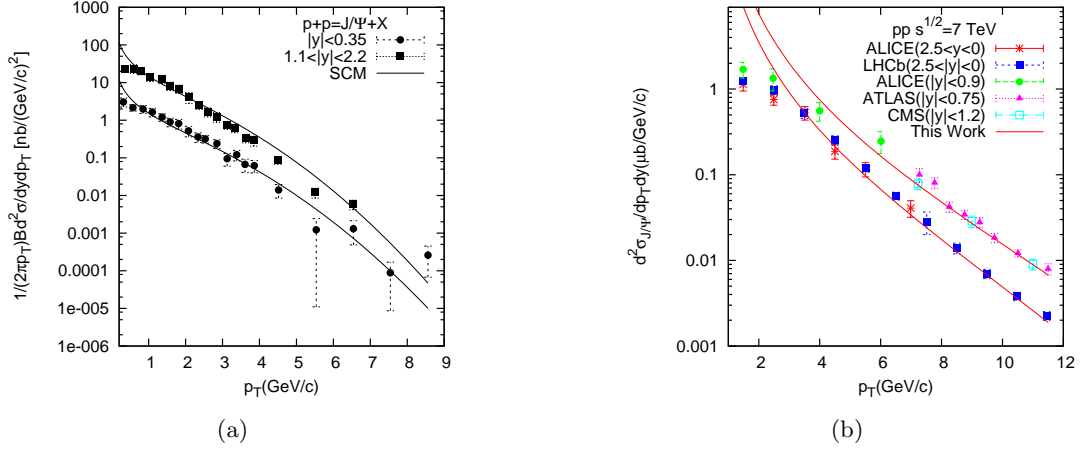 1/(2πp_T)Bd²σ/dydp_T [nb/(GeV/c)²]
100
10
1
0.1
0.01
0.001
0.0001
1e-005
1e-006
p+p=J/Ψ+X
|y|<0.35
1.1<|y|<2.2
SCM
1 2 3 4 5 6 7 8 9
p_T(GeV/c)
(a)
d²σ_J/Ψ/dp_Tdy(μb/GeV/c)
1
0.1
0.01
0.001
pp s^1/2=7 TeV
ALICE(2.5<y<0)
LHCb(2.5<|y|<0)
ALICE(|y|<0.9)
ATLAS(|y|<0.75)
CMS(|y|<1.2)
This Work
2 4 6 8 10 12
p_T(GeV/c)
(b)